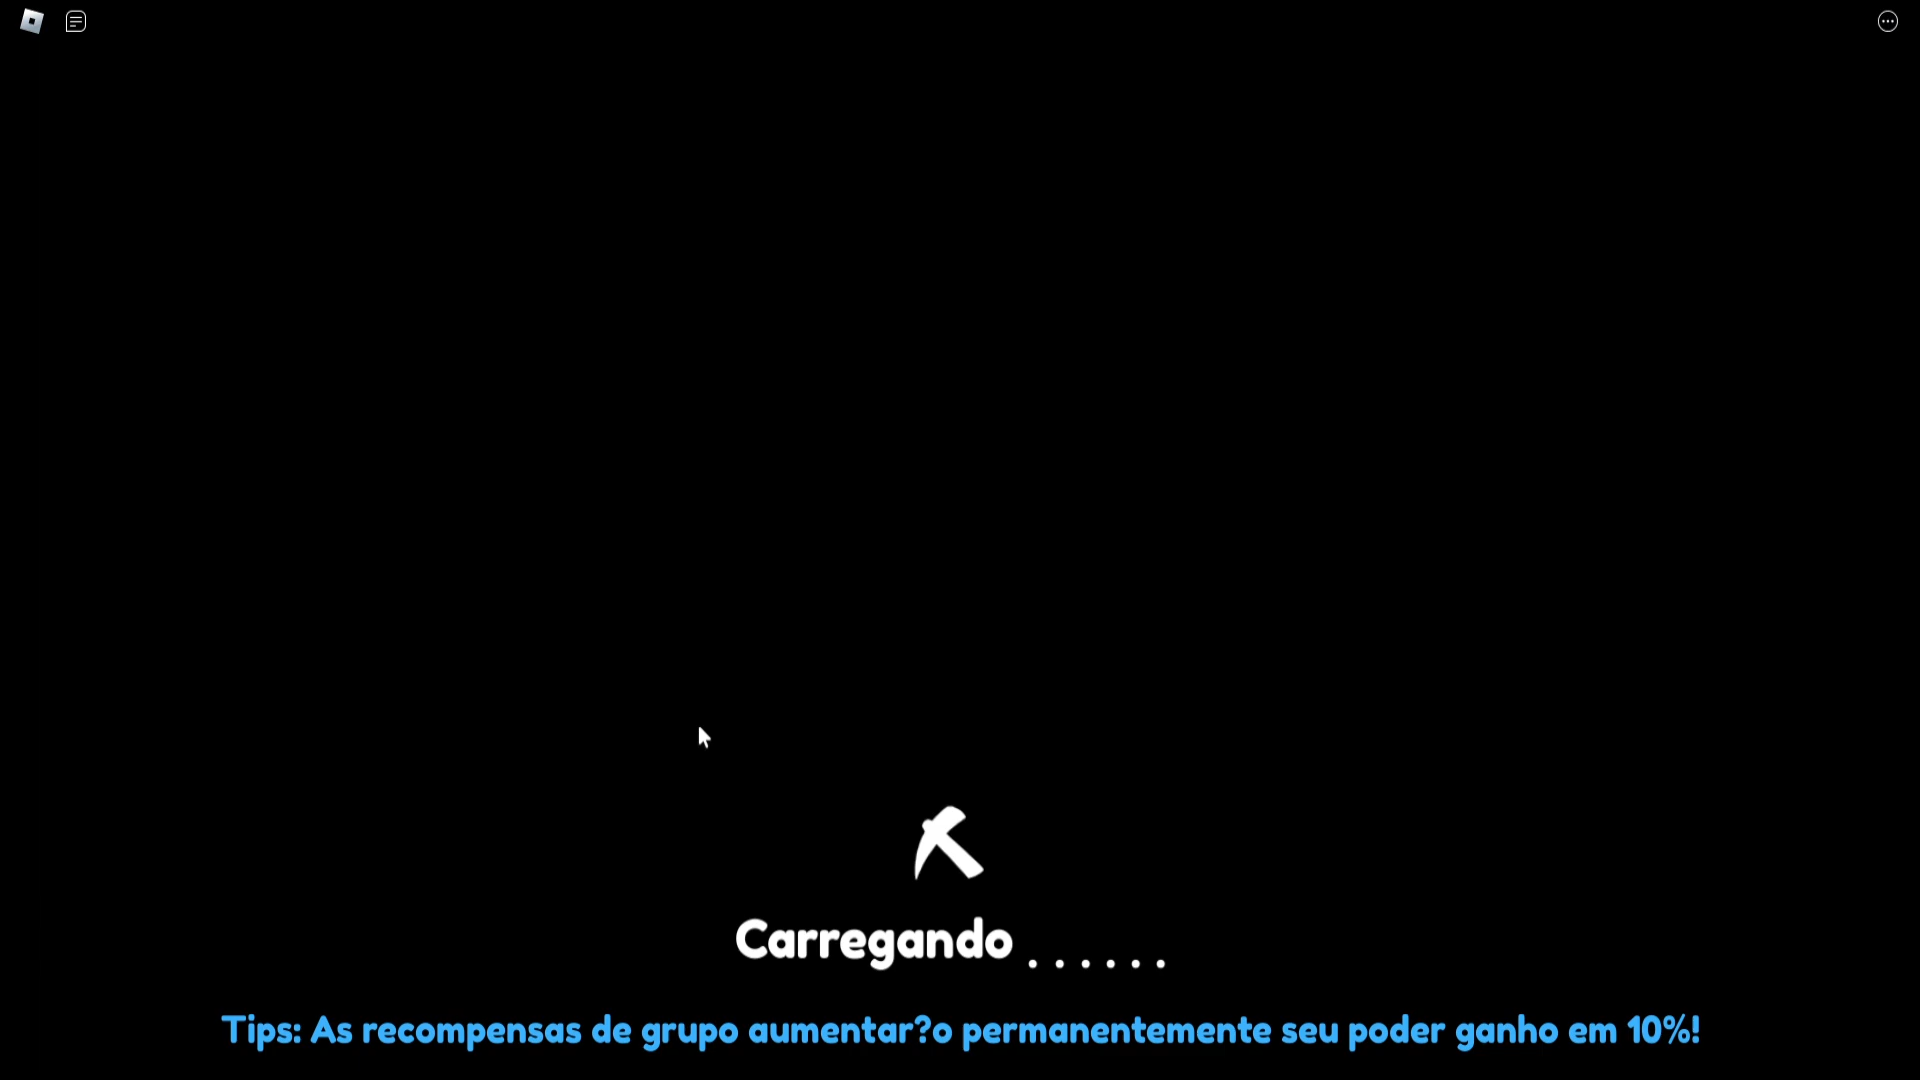 Carregando ......
Tips: As recompensas de grupo aumentar?o permanentemente seu poder ganho em 10%!